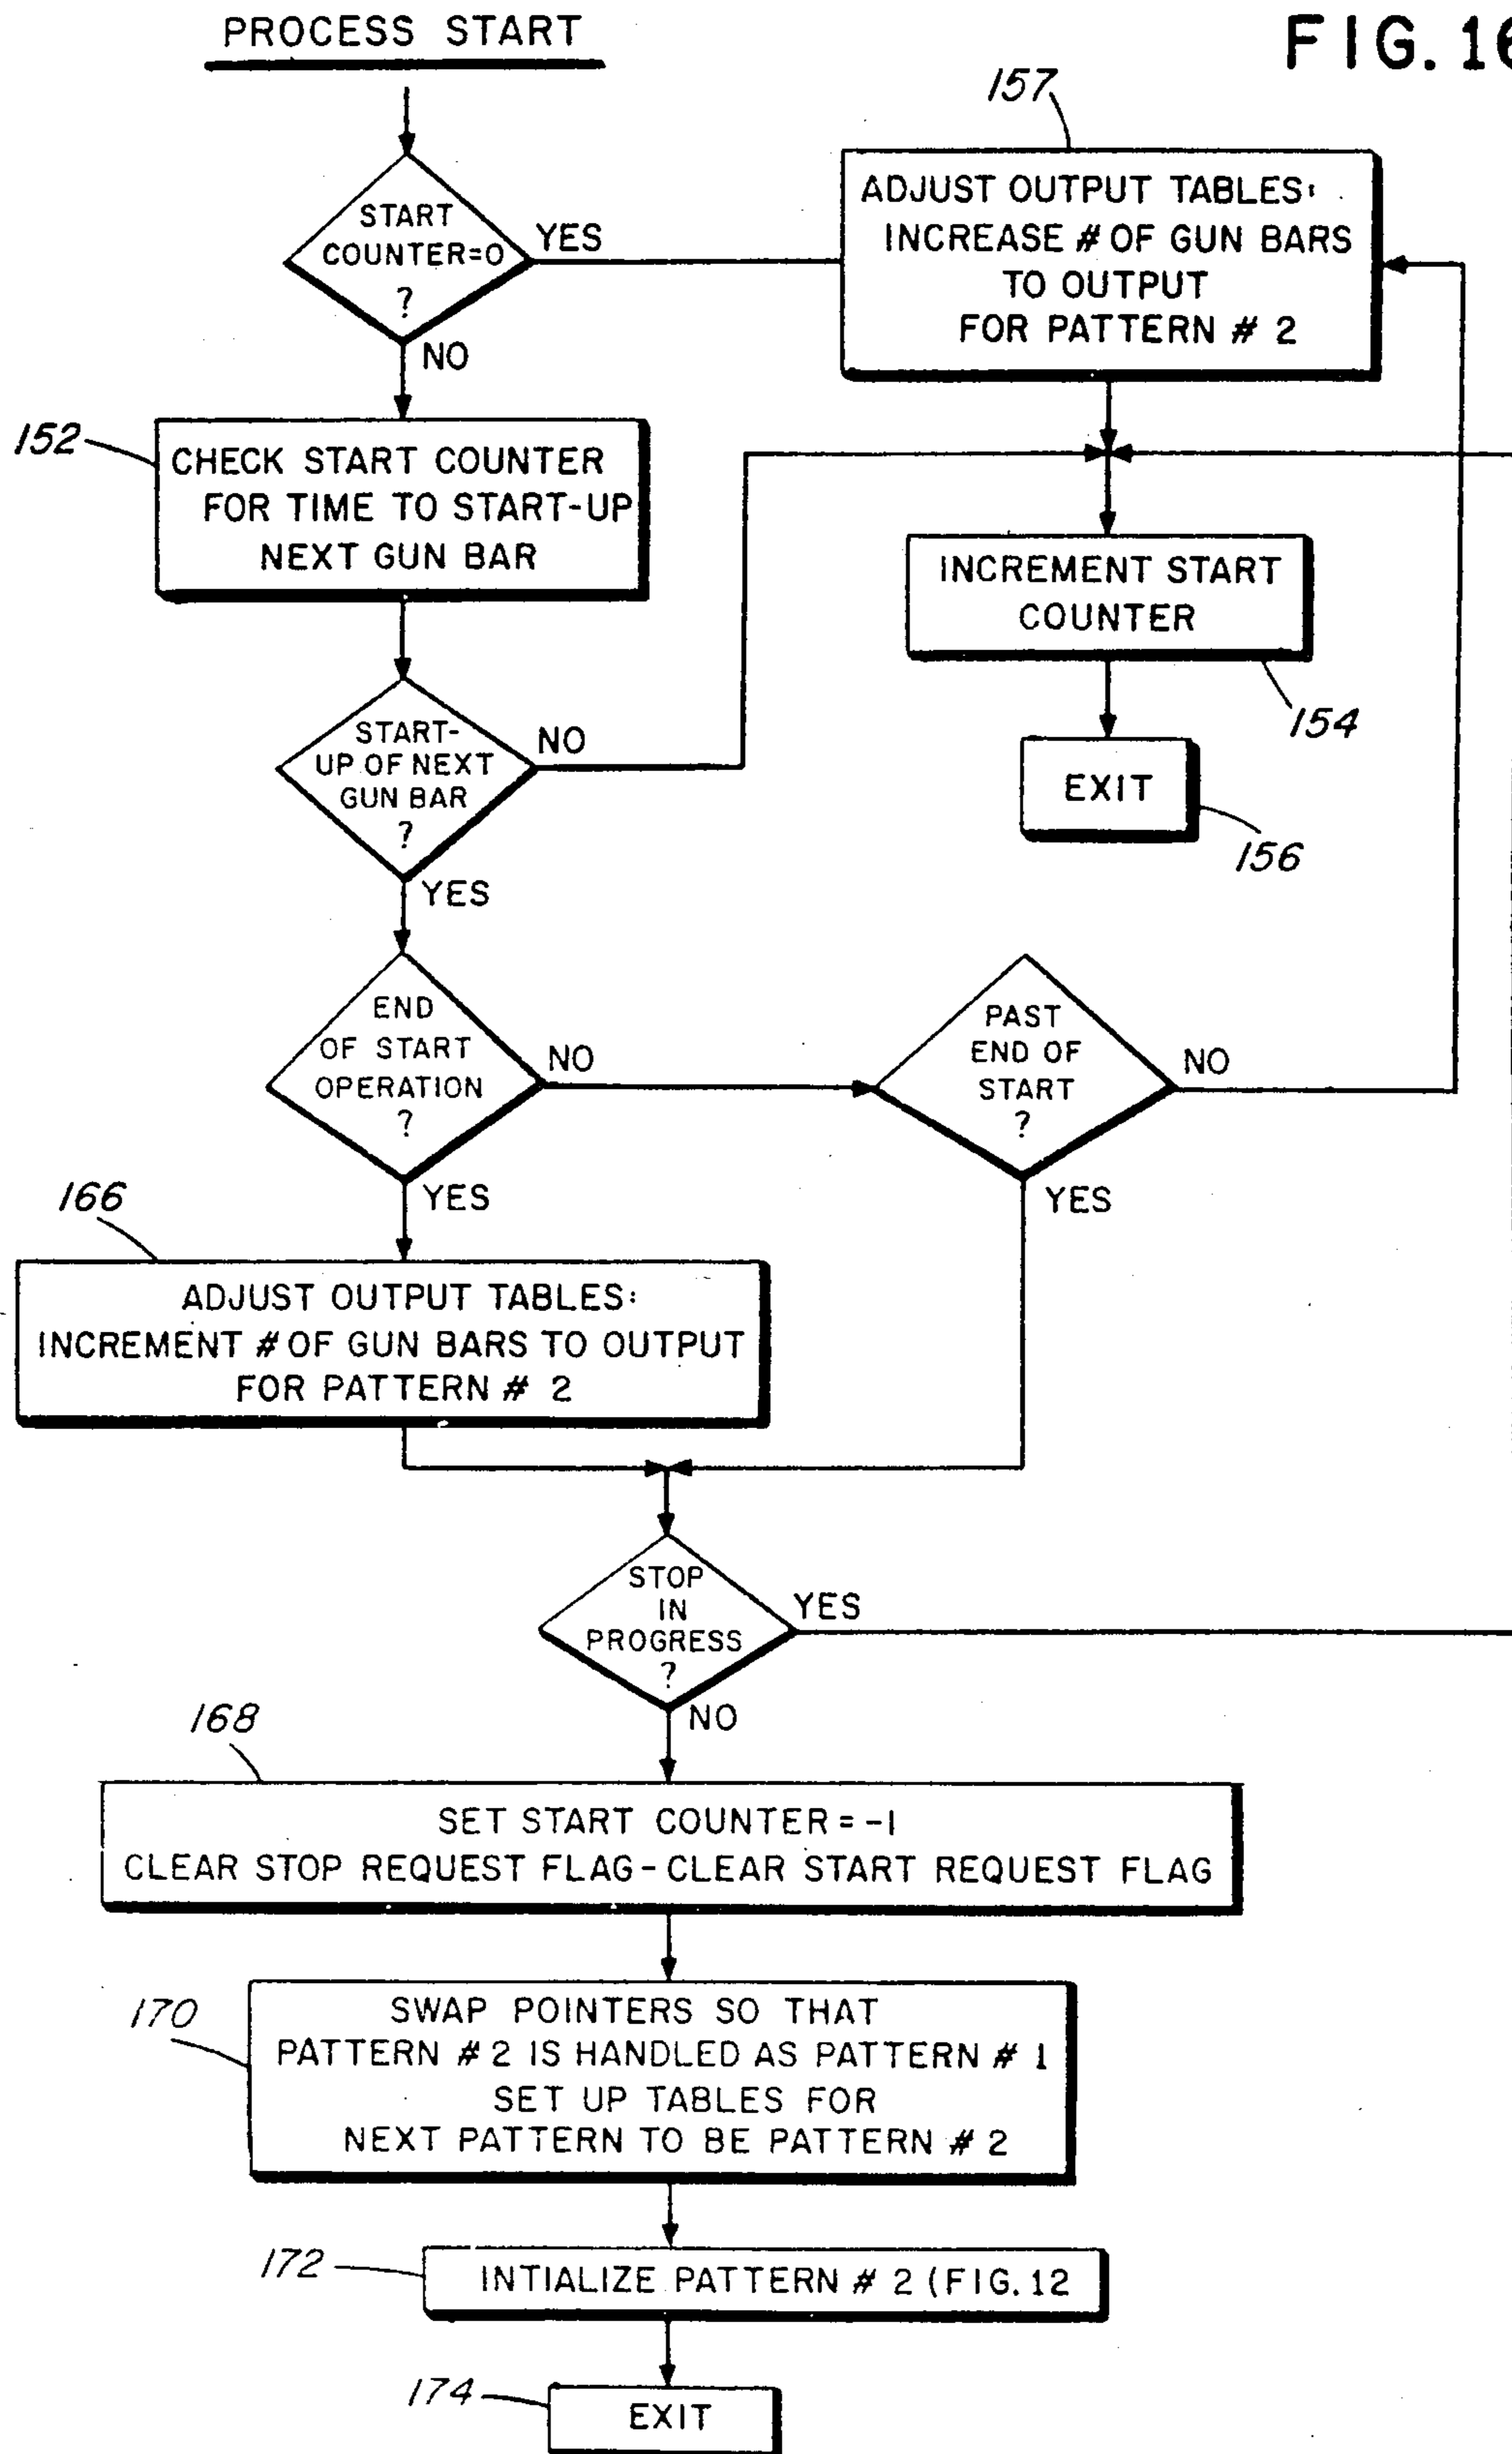 PROCESS START
FIG. 16
157
START
COUNTER=0
?
YES
NO
ADJUST OUTPUT TABLES:
INCREASE # OF GUN BARS
TO OUTPUT
FOR PATTERN # 2
152
CHECK START COUNTER
FOR TIME TO START-UP
NEXT GUN BAR
INCREMENT START
COUNTER
154
START-
UP OF NEXT
GUN BAR
?
NO
YES
EXIT
156
END
OF START
OPERATION
?
NO
YES
PAST
END OF
START
?
NO
YES
166
ADJUST OUTPUT TABLES:
INCREMENT # OF GUN BARS TO OUTPUT
FOR PATTERN # 2
STOP
IN
PROGRESS
?
YES
NO
168
SET START COUNTER = -1
CLEAR STOP REQUEST FLAG - CLEAR START REQUEST FLAG
170
SWAP POINTERS SO THAT
PATTERN # 2 IS HANDLED AS PATTERN # 1
SET UP TABLES FOR
NEXT PATTERN TO BE PATTERN # 2
172
INTIALIZE PATTERN # 2 (FIG. 12
174
EXIT